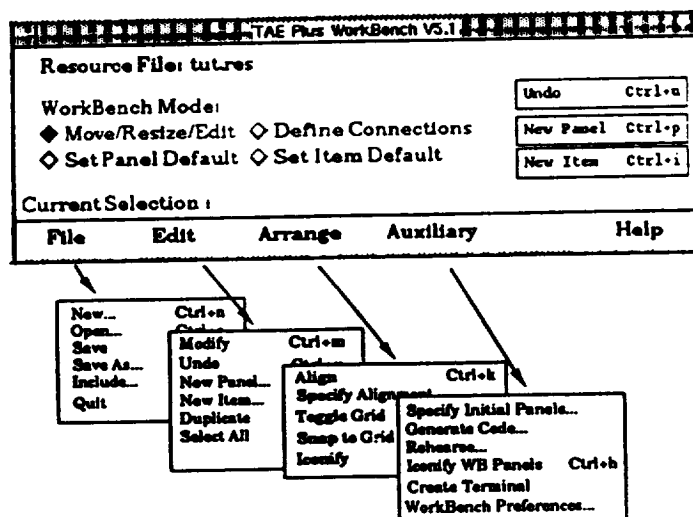 TAE Plus WorkBench V5.1
Resource File: tut.res
WorkBench Mode:
Move/Resize/Edit Define Connections
Set Panel Default Set Item Default
Undo Ctrl+u
New Panel Ctrl+p
New Item Ctrl+i
Current Selection :
File Edit Arrange Auxiliary Help
New... Ctrl+n
Open...
Save
Save As...
Include...
Quit
Modify Ctrl+m
Undo
New Panel...
New Item...
Duplicate
Select All
Align Ctrl+k
Specify Alignment
Toggle Grid
Snap to Grid
Iconify
Specify Initial Panels...
Generate Code...
Rehearse...
Iconify WB Panels Ctrl+h
Create Terminal
WorkBench Preferences...